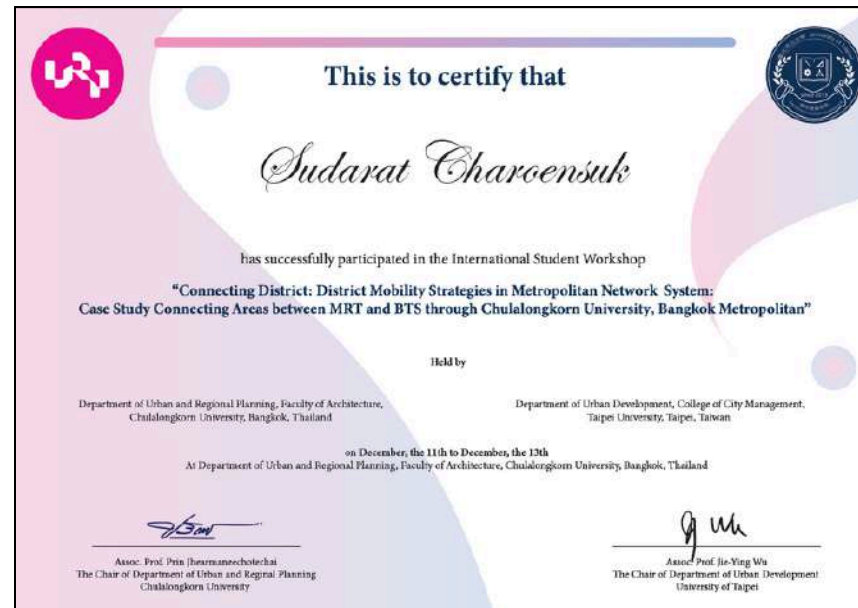 URP
This is to certify that
Sudarat Charoensuk
has successfully participated in the International Student Workshop
“Connecting District: District Mobility Strategies in Metropolitan Network System:
Case Study Connecting Areas between MRT and BTS through Chulalongkorn University, Bangkok Metropolitan”
Held by
Department of Urban and Regional Planning, Faculty of Architecture,
Chulalongkorn University, Bangkok, Thailand
Department of Urban Development, College of City Management,
Taipei University, Taipei, Taiwan
on December, the 11th to December, the 13th
At Department of Urban and Regional Planning, Faculty of Architecture, Chulalongkorn University, Bangkok, Thailand
Assoc. Prof. Prin Jhearmaneechotechai
The Chair of Department of Urban and Reginal Planning
Chulalongkorn University
Assoc. Prof. Jie-Ying Wu
The Chair of Department of Urban Development
University of Taipei